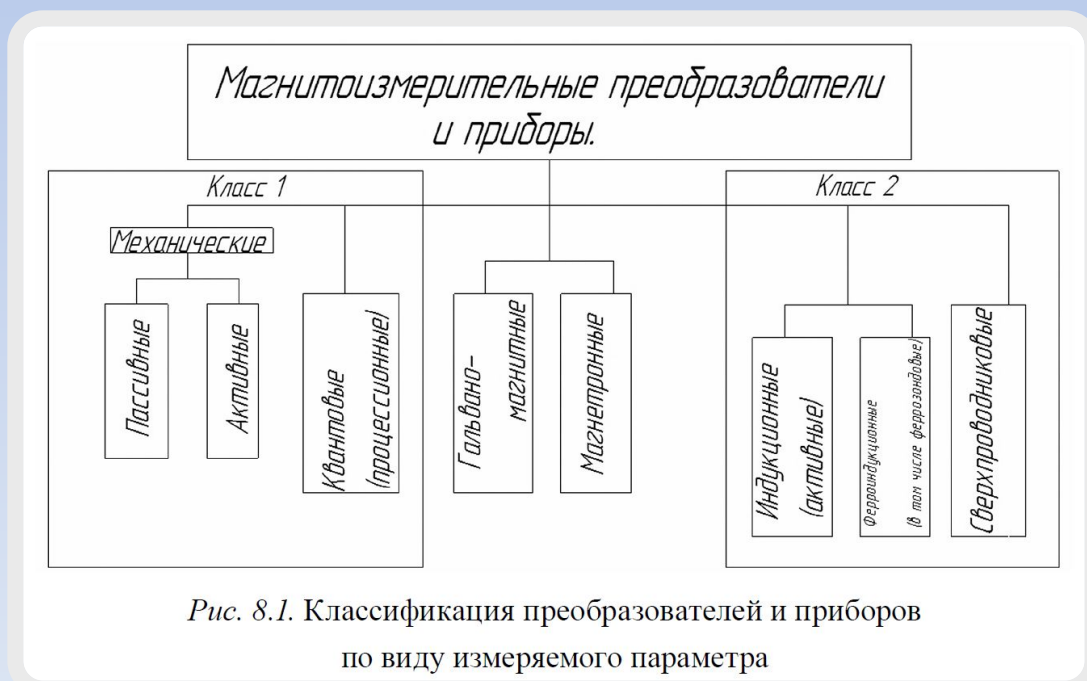 Магнитоизмерительные преобразователи
и приборы.
Класс 1
Класс 2
Механические
Пассивные
Активные
Квантовые
(процессионные)
Гальвано-
магнитные
Магнетронные
Индукционные
(активные)
Ферроиндукционные
(в том числе феррозондовые)
Сверхпроводниковые
Рис. 8.1. Классификация преобразователей и приборов
по виду измеряемого параметра